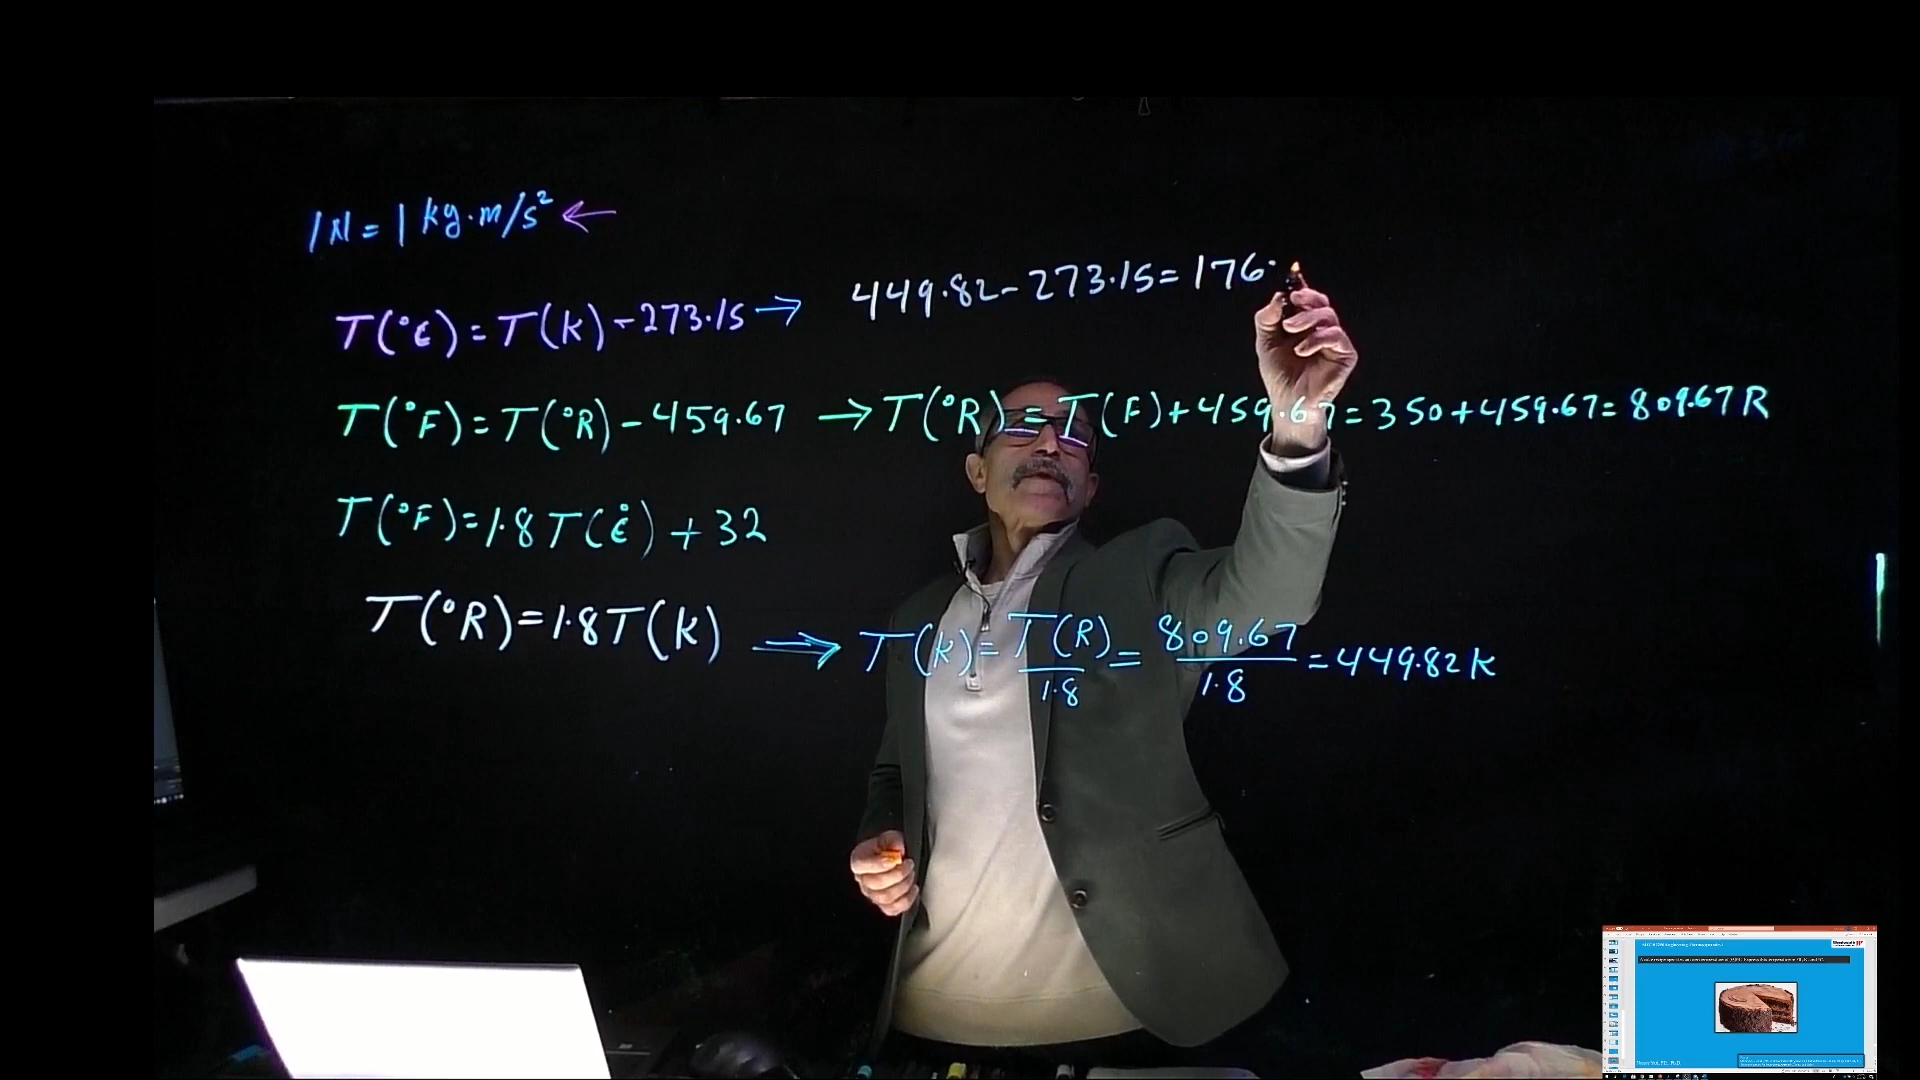 1N = 1 kg.m/s²←
T(°C) = T(K) - 273.15 → 449.82 - 273.15 = 176.
T(°F) = T(°R) - 459.67 → T(°R) = T(F) + 459.67 = 350 + 459.67 = 809.67 R
T(°F) = 1.8 T(°C) + 32
T(°R) = 1.8 T(K) ⟹ T(K) = T(R)/1.8 = 809.67/1.8 = 449.82 K